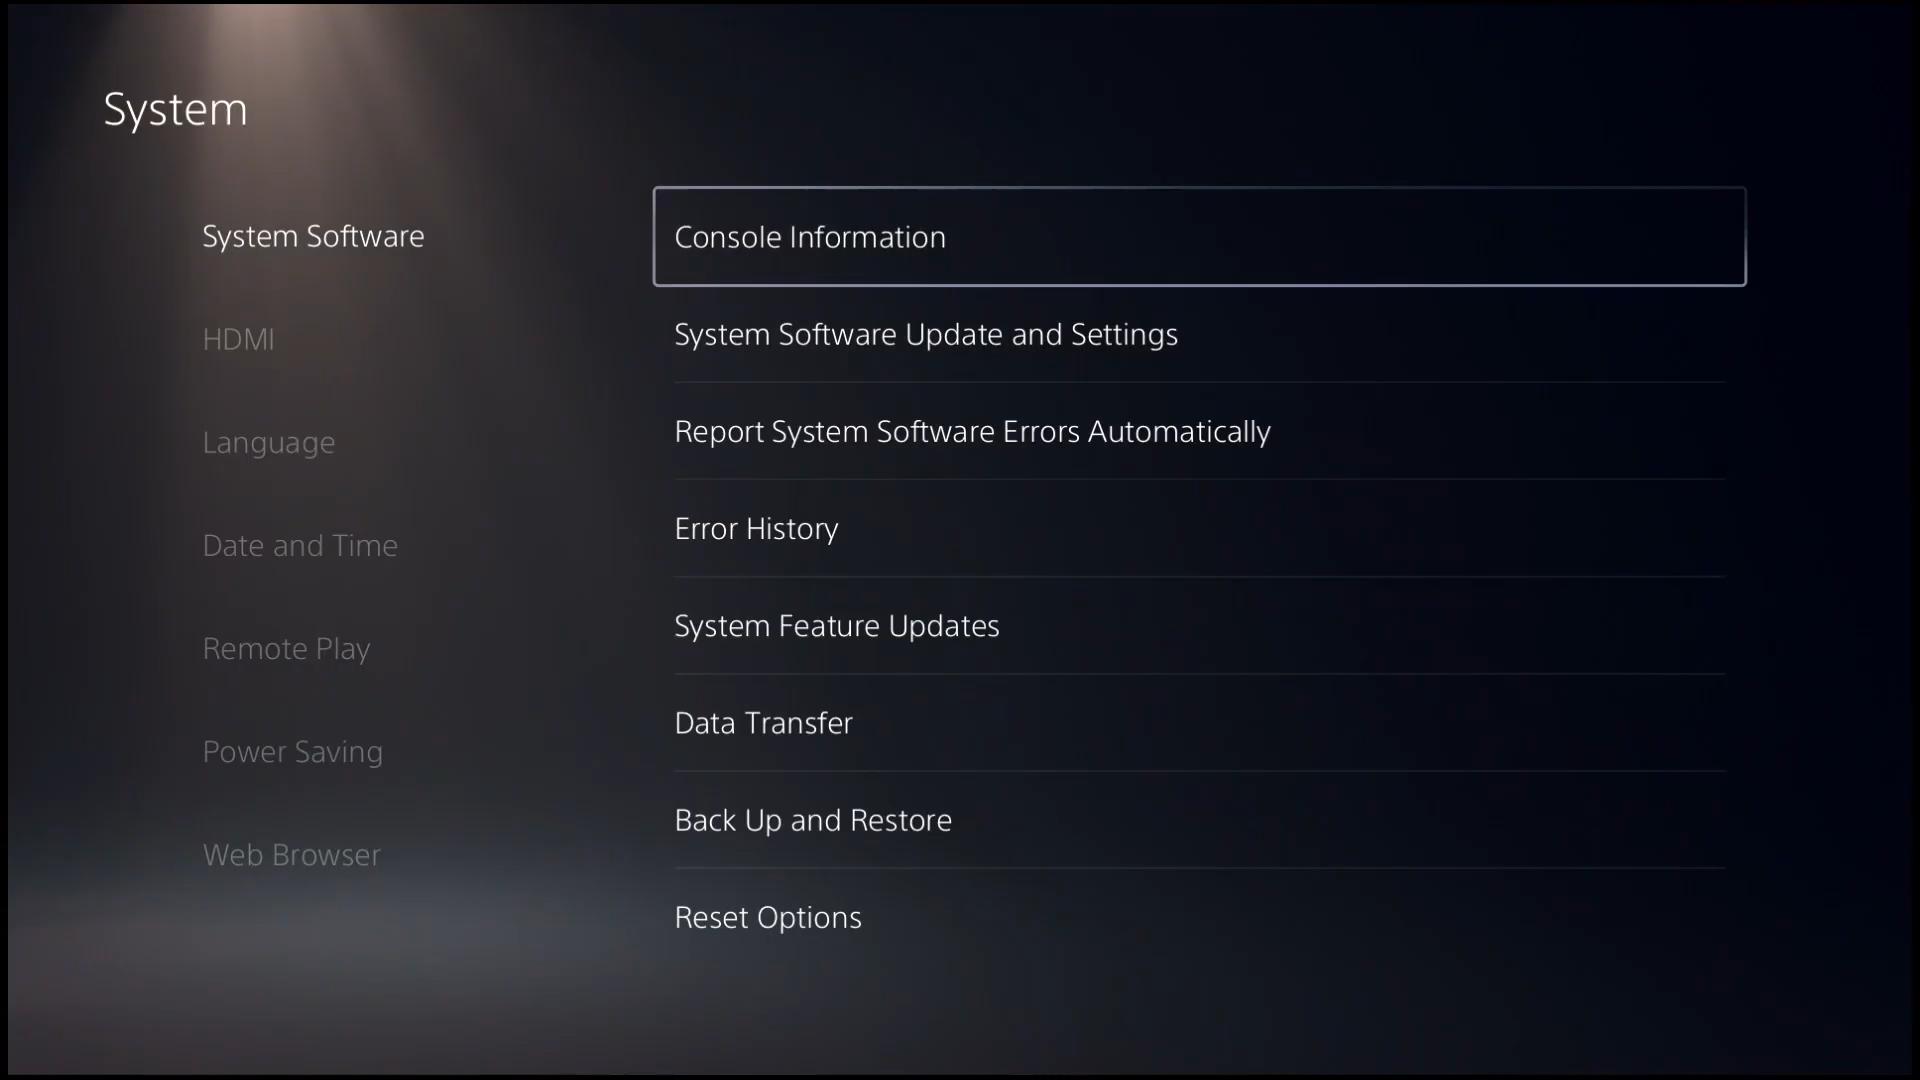 System
System Software
HDMI
Language
Date and Time
Remote Play
Power Saving
Web Browser
Console Information
System Software Update and Settings
Report System Software Errors Automatically
Error History
System Feature Updates
Data Transfer
Back Up and Restore
Reset Options